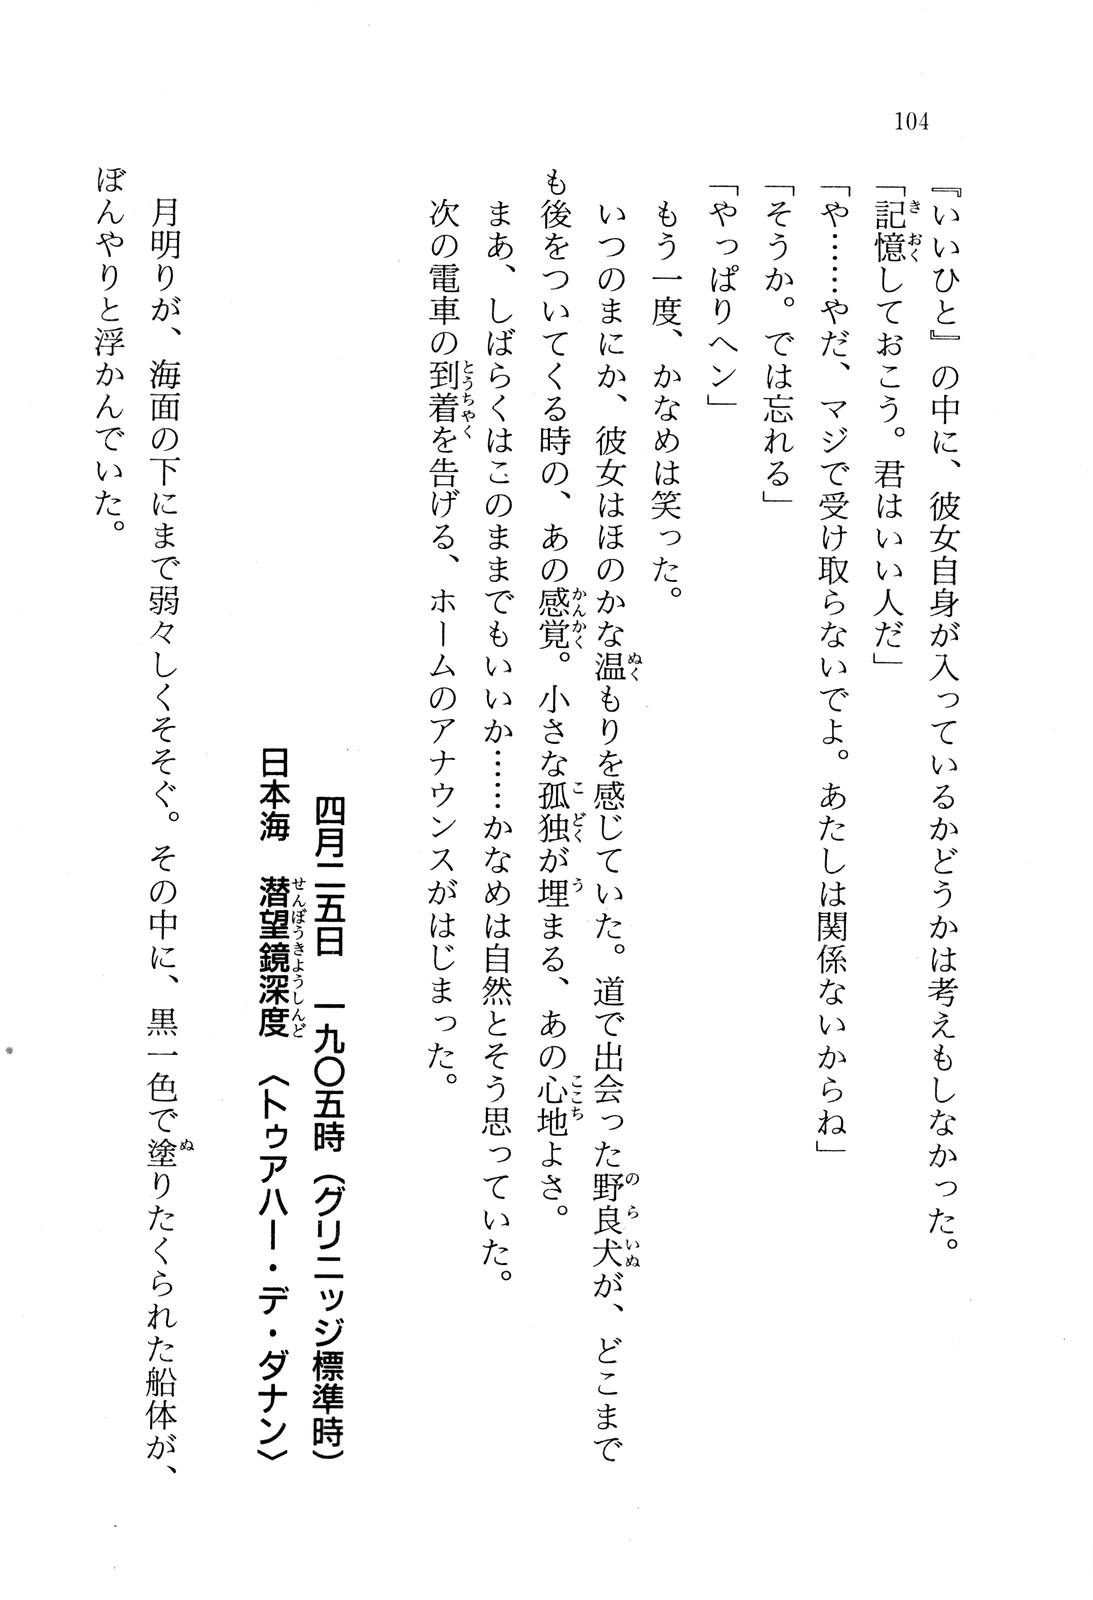 104
『いいひと』の中に、彼女自身が入っているかどうかは考えもしなかった。
「記憶しておこう。君はいい人だ」
「や……やだ、マジで受け取らないでよ。あたしは関係ないからね」
「そうか。では忘れる」
「やっぱりヘン」
もう一度、かなめは笑った。
いつのまにか、彼女はほのかな温もりを感じていた。道で出会った野良犬が、どこまで
も後をついてくる時の、あの感覚。小さな孤独が埋まる、あの心地よさ。
まあ、しばらくはこのままでもいいか……かなめは自然とそう思っていた。
次の電車の到着を告げる、ホームのアナウンスがはじまった。
四月二五日　一九〇五時（グリニッジ標準時）
日本海　潜望鏡深度　〈トゥアハー・デ・ダナン〉
月明りが、海面の下にまで弱々しくそそぐ。その中に、黒一色で塗りたくられた船体が、
ぼんやりと浮かんでいた。